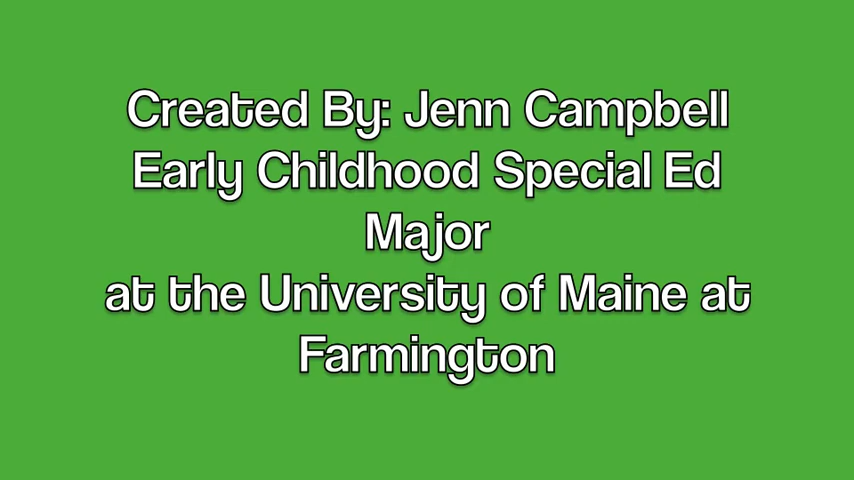 Created By: Jenn Campbell
Early Childhood Special Ed
Major
at the University of Maine at
Farmington